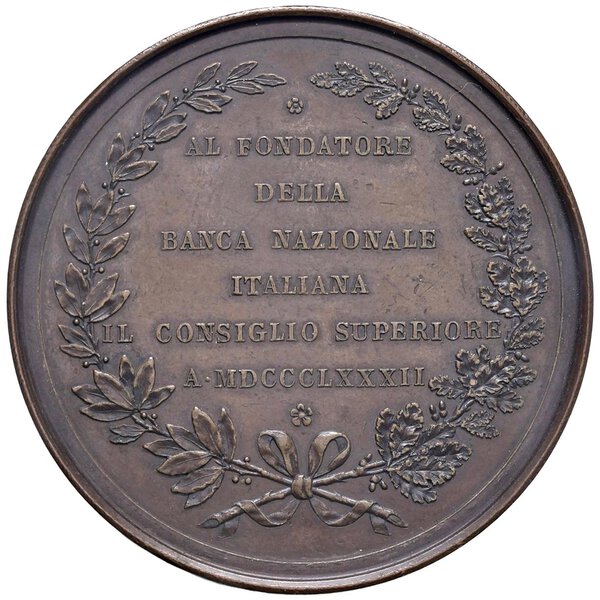 AL FONDATORE
DELLA
BANCA NAZIONALE
ITALIANA
IL CONSIGLIO SUPERIORE
A·MDCCCLXXXII